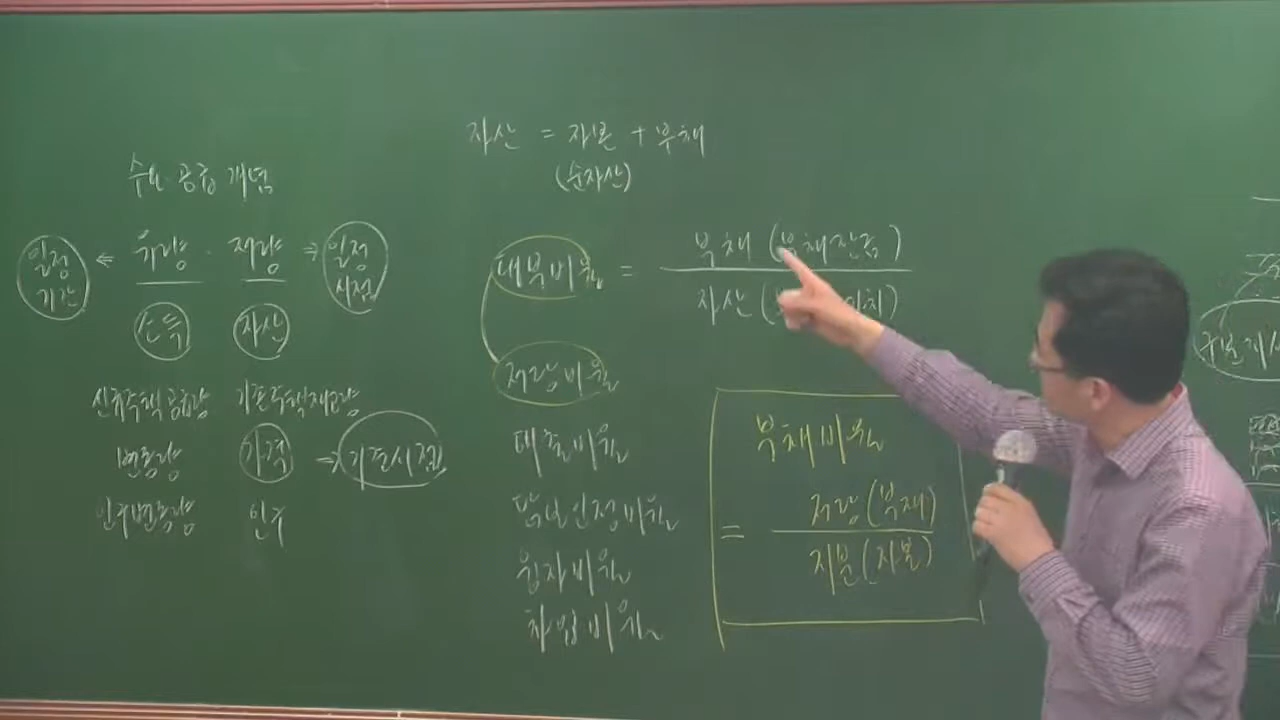 수요 공급 개념
일정 기간 ⇐ 유량 · 저량 ⇒ 일정 시점
소득 자산
신규주택 공급량 기존주택재고량
변동량 가격 ⇒ 기준시점
인구변동량 인구
자산 = 자본 + 부채
(순자산)
대부비율 = 부채 (부채잔금)
자산 (
저당비율
대출비율
담보인정비율
융자비율
차입비율
부채비율
= 저당(부채)
지분(자본)